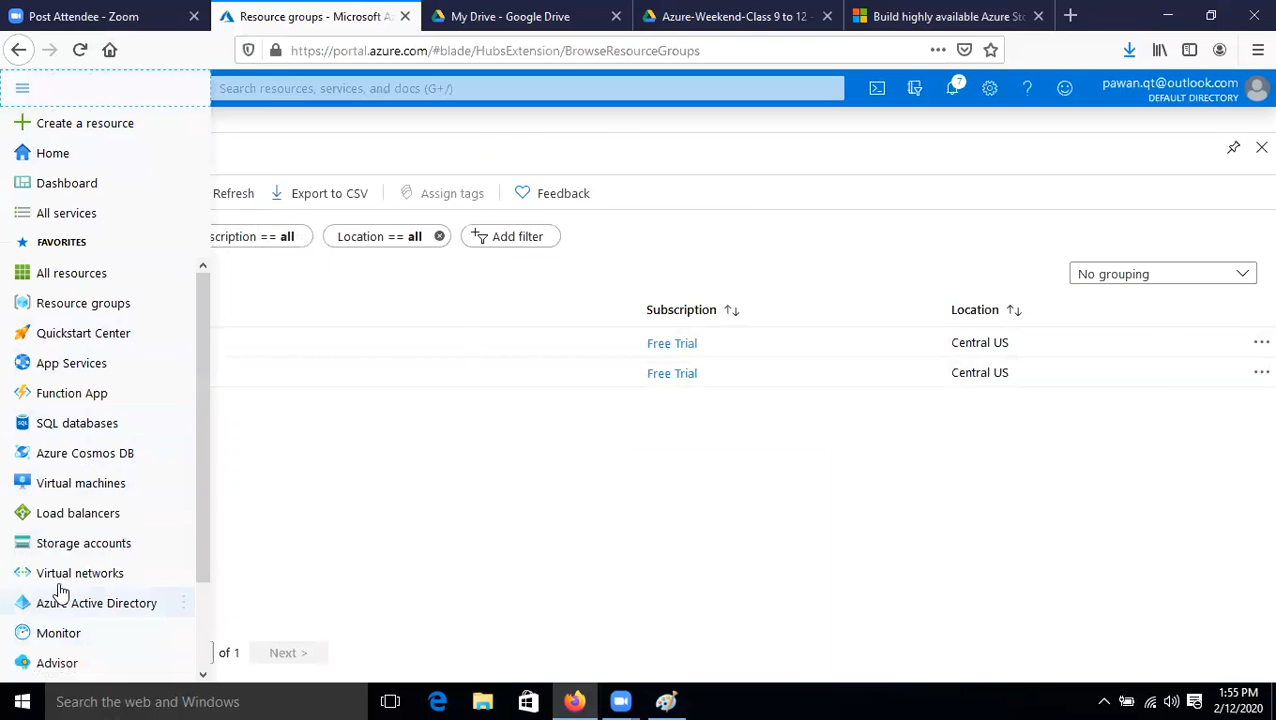 Post Attendee - Zoom
Resource groups - Microsoft A
My Drive - Google Drive
Azure-Weekend-Class 9 to 12 -
Build highly available Azure Sto
https://portal.azure.com/#blade/HubsExtension/BrowseResourceGroups
Search resources, services, and docs (G+/)
7
pawan.qt@outlook.com
DEFAULT DIRECTORY
Create a resource
Home
Dashboard
All services
FAVORITES
All resources
Resource groups
Quickstart Center
App Services
Function App
SQL databases
Azure Cosmos DB
Virtual machines
Load balancers
Storage accounts
Virtual networks
Azure Active Directory
Monitor
Advisor
Refresh
Export to CSV
Assign tags
Feedback
scription == all
Location == all
Add filter
No grouping
Subscription
Location
Free Trial
Central US
Free Trial
Central US
of 1
Next >
Search the web and Windows
1:55 PM
2/12/2020